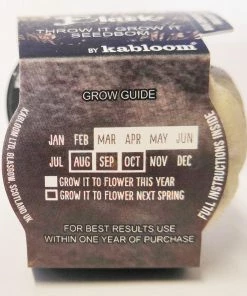 THROW IT GROW IT
SEEDBOM
BY kabloom
GROW GUIDE
JAN FEB MAR APR MAY JUN
JUL AUG SEP OCT NOV DEC
GROW IT TO FLOWER THIS YEAR
GROW IT TO FLOWER NEXT SPRING
FOR BEST RESULTS USE
WITHIN ONE YEAR OF PURCHASE
KABLOOM LTD, GLASGOW, SCOTLAND UK
FULL INSTRUCTIONS INSIDE